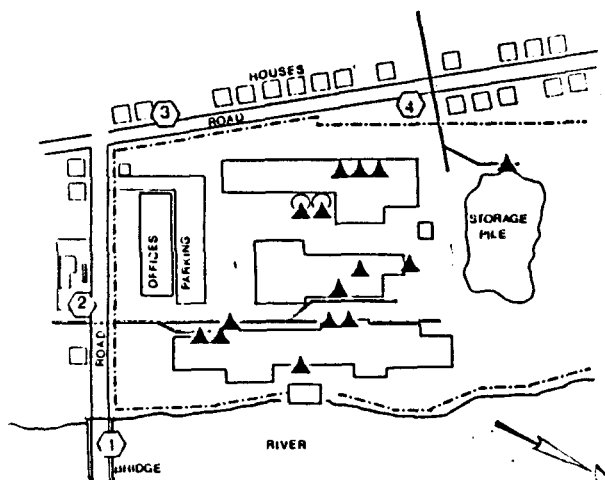 HOUSES
3
4
ROAD
STORAGE
PILE
OFFICES
PARKING
2
ROAD
1
BRIDGE
RIVER
N